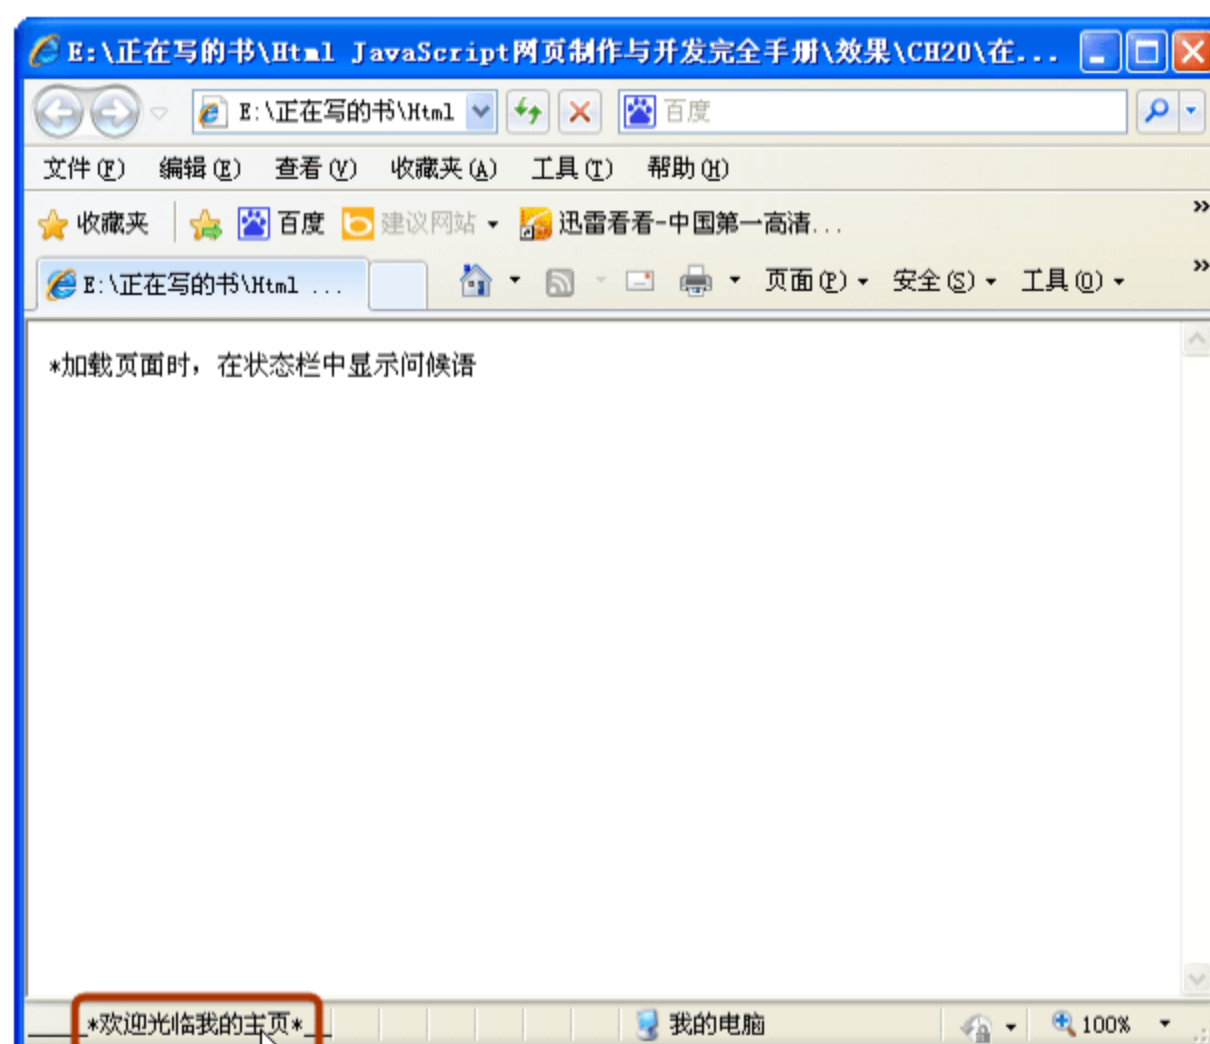 E:\正在写的书\Html JavaScript网页制作与开发完全手册\效果\CH20\在...
E:\正在写的书\Html 百度
文件(F) 编辑(E) 查看(V) 收藏夹(A) 工具(T) 帮助(H)
收藏夹 百度 建议网站 迅雷看看-中国第一高清...
E:\正在写的书\Html ... 页面(P) 安全(S) 工具(O)
*加载页面时，在状态栏中显示问候语
____*欢迎光临我的主页*__ 我的电脑 100%